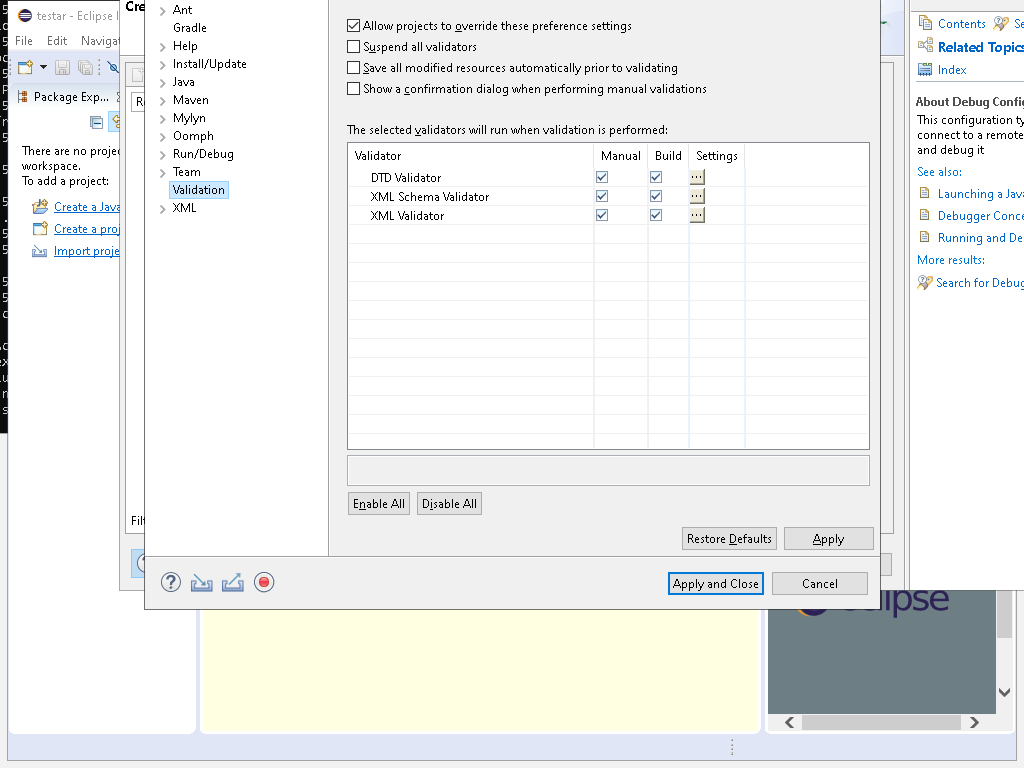 testar - Eclipse I
File Edit Navigat
Package Exp...
There are no projec
workspace.
To add a project:
Create a Java
Create a proj
Import proje
Cre
Ant
Gradle
Help
Install/Update
Java
Maven
Mylyn
Oomph
Run/Debug
Team
Validation
XML
Allow projects to override these preference settings
Suspend all validators
Save all modified resources automatically prior to validating
Show a confirmation dialog when performing manual validations
The selected validators will run when validation is performed:
Validator Manual Build Settings
DTD Validator
XML Schema Validator
XML Validator
Enable All Disable All
Restore Defaults Apply
Filt
Apply and Close Cancel
Contents Se
Related Topics
Index
About Debug Config
This configuration ty
connect to a remote
and debug it
See also:
Launching a Java
Debugger Conce
Running and De
More results:
Search for Debug
eclipse